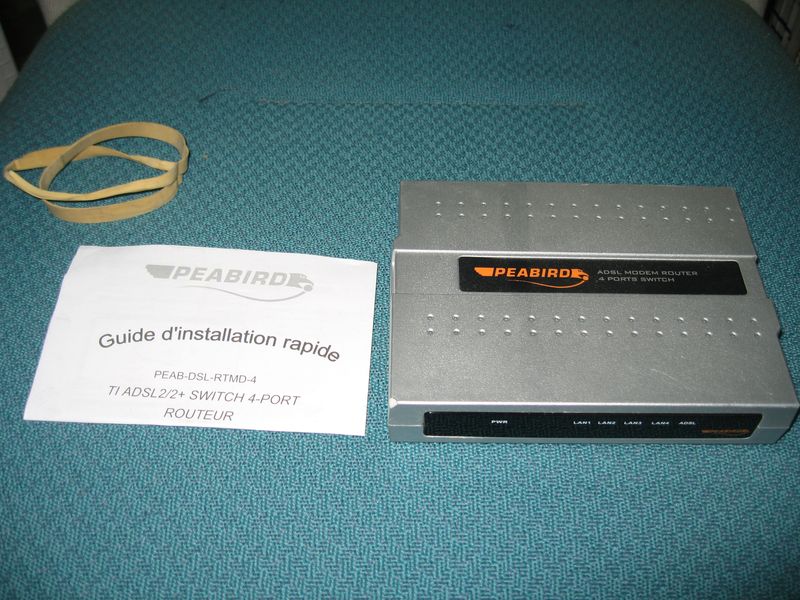 PEABIRD
Guide d'installation rapide
PEAB-DSL-RTMD-4
TI ADSL2/2+ SWITCH 4-PORT
ROUTEUR
PEABIRD
ADSL MODEM ROUTER
4 PORTS SWITCH
PWR LAN1 LAN2 LAN3 LAN4 ADSL PEABIRD